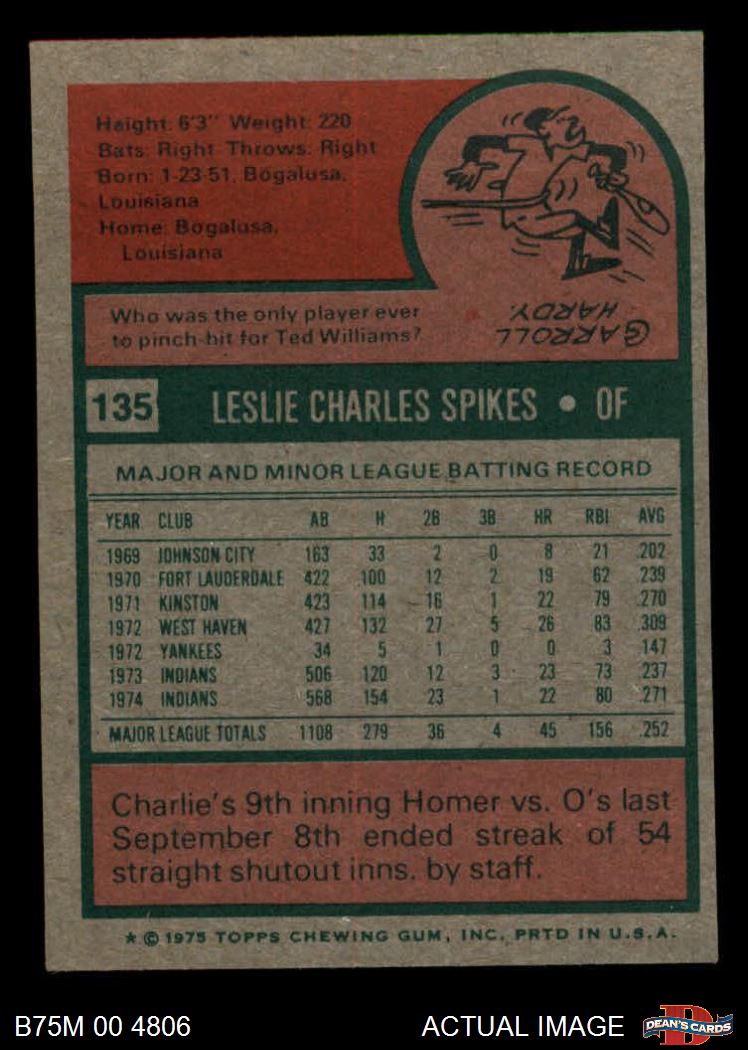 Height: 6'3" Weight: 220
Bats: Right Throws: Right
Born: 1-23-51, Bogalusa,
Louisiana
Home: Bogalusa,
Louisiana
Who was the only player ever
to pinch-hit for Ted Williams?
CARROLL
HARDY.
135 LESLIE CHARLES SPIKES • OF
MAJOR AND MINOR LEAGUE BATTING RECORD
YEAR CLUB AB H 2B 3B HR RBI AVG
1969 JOHNSON CITY 163 33 2 0 8 21 .202
1970 FORT LAUDERDALE 422 100 12 2 19 62 .239
1971 KINSTON 423 114 16 1 22 79 .270
1972 WEST HAVEN 427 132 27 5 26 83 .309
1972 YANKEES 34 5 1 0 0 3 .147
1973 INDIANS 506 120 12 3 23 73 .237
1974 INDIANS 568 154 23 1 22 80 .271
MAJOR LEAGUE TOTALS 1108 279 36 4 45 156 .252
Charlie's 9th inning Homer vs. O's last
September 8th ended streak of 54
straight shutout inns. by staff.
★ © 1975 TOPPS CHEWING GUM, INC. PRTD IN U.S.A.
B75M 00 4806 ACTUAL IMAGE DEAN'S CARDS